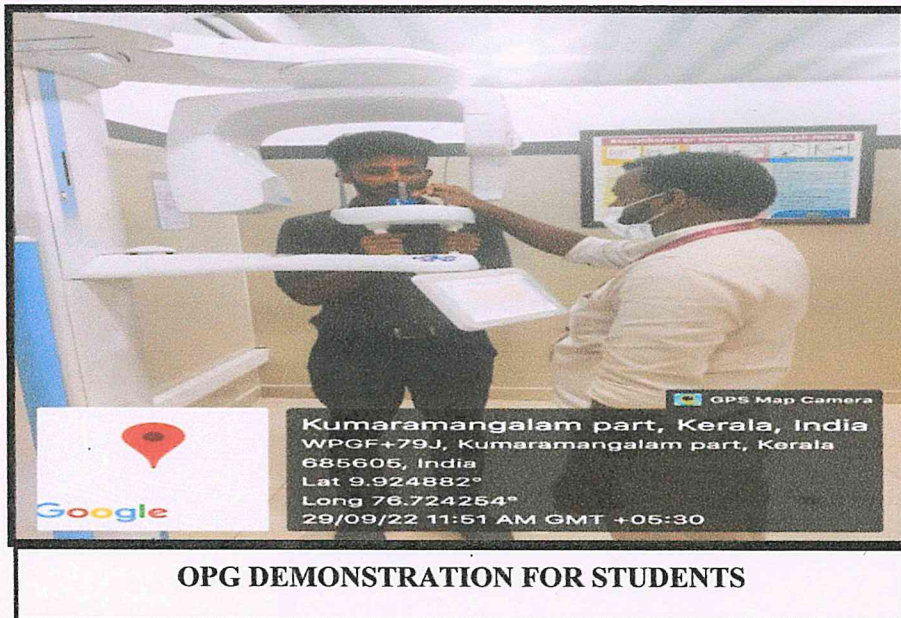 GPS Map Camera
Kumaramangalam part, Kerala, India
WPGF+79J, Kumaramangalam part, Kerala
685605, India
Lat 9.924882°
Long 76.724254°
29/09/22 11:51 AM GMT +05:30
Google
OPG DEMONSTRATION FOR STUDENTS